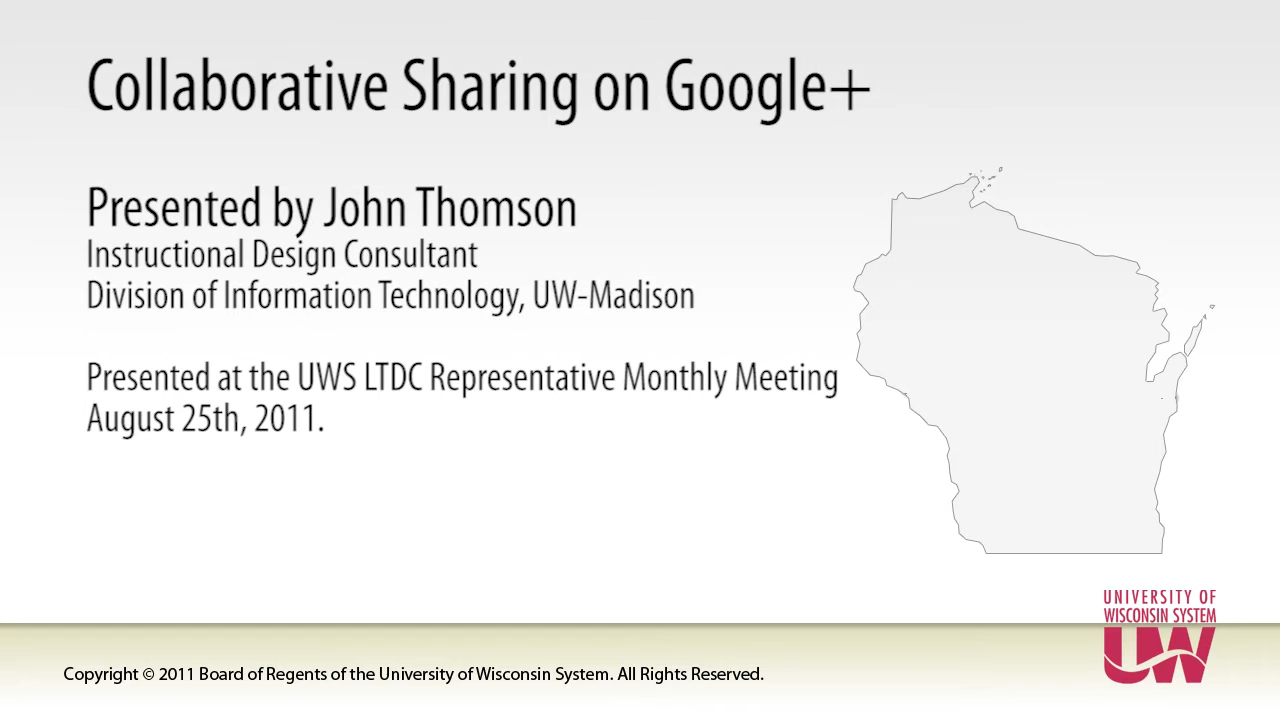 Collaborative Sharing on Google+
Presented by John Thomson
Instructional Design Consultant
Division of Information Technology, UW-Madison
Presented at the UWS LTDC Representative Monthly Meeting
August 25th, 2011.
UNIVERSITY OF
WISCONSIN SYSTEM
UW
Copyright © 2011 Board of Regents of the University of Wisconsin System. All Rights Reserved.